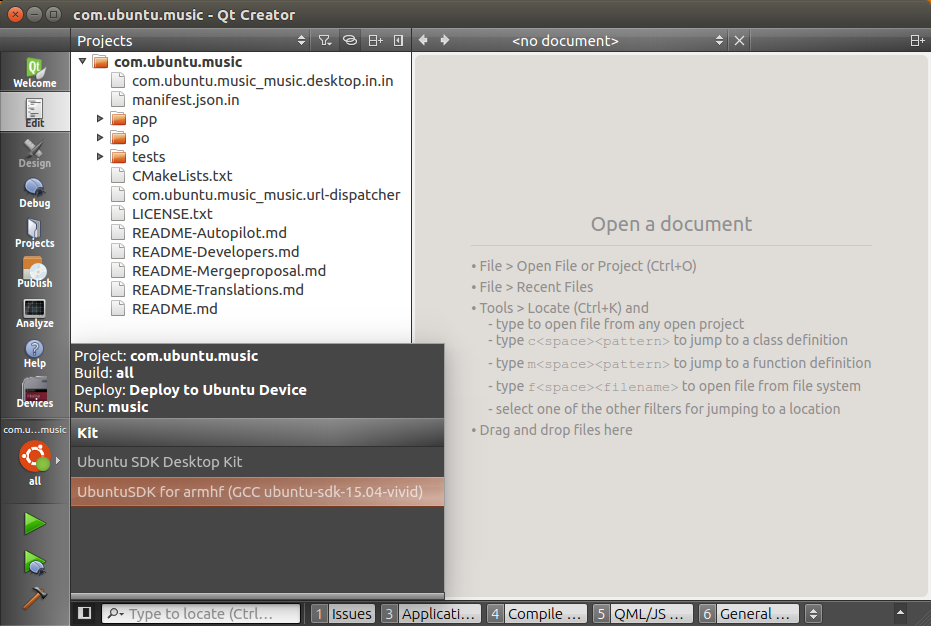 com.ubuntu.music - Qt Creator
Projects
<no document>
Welcome
Edit
Design
Debug
Projects
Publish
Analyze
Help
Devices
com.u...music
all
com.ubuntu.music
com.ubuntu.music_music.desktop.in.in
manifest.json.in
app
po
tests
CMakeLists.txt
com.ubuntu.music_music.url-dispatcher
LICENSE.txt
README-Autopilot.md
README-Developers.md
README-Mergeproposal.md
README-Translations.md
README.md
Project: com.ubuntu.music
Build: all
Deploy: Deploy to Ubuntu Device
Run: music
Kit
Ubuntu SDK Desktop Kit
UbuntuSDK for armhf (GCC ubuntu-sdk-15.04-vivid)
Open a document
• File > Open File or Project (Ctrl+O)
• File > Recent Files
• Tools > Locate (Ctrl+K) and
- type to open file from any open project
- type c<space><pattern> to jump to a class definition
- type m<space><pattern> to jump to a function definition
- type f<space><filename> to open file from file system
- select one of the other filters for jumping to a location
• Drag and drop files here
Type to locate (Ctrl...
1 Issues
3 Applicati...
4 Compile ...
5 QML/JS ...
6 General ...